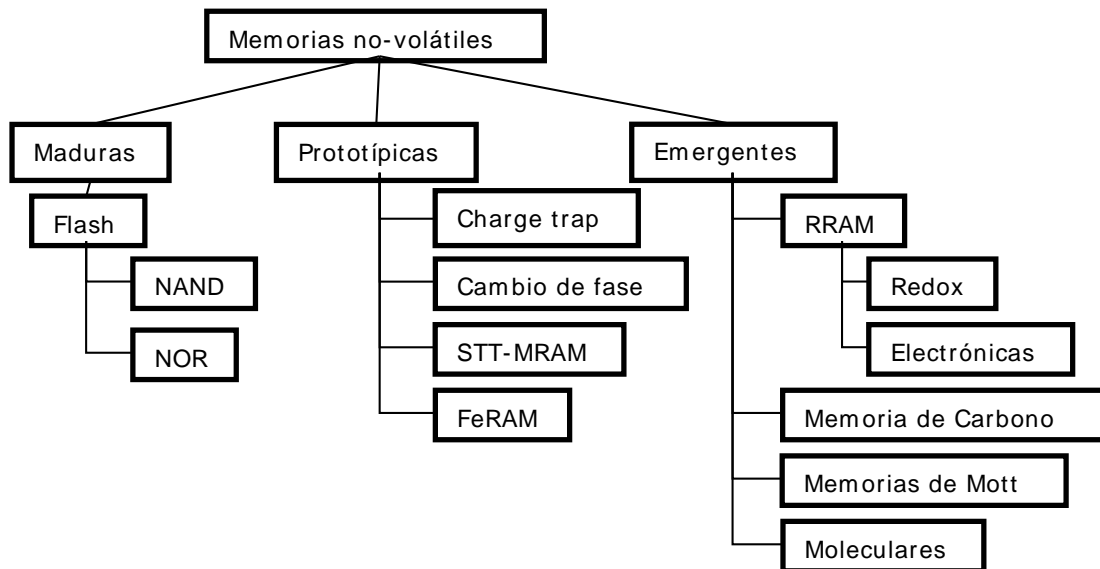 Memorias no-volátiles
Maduras
Prototípicas
Emergentes
Flash
NAND
NOR
Charge trap
Cambio de fase
STT-MRAM
FeRAM
RRAM
Redox
Electrónicas
Memoria de Carbono
Memorias de Mott
Moleculares